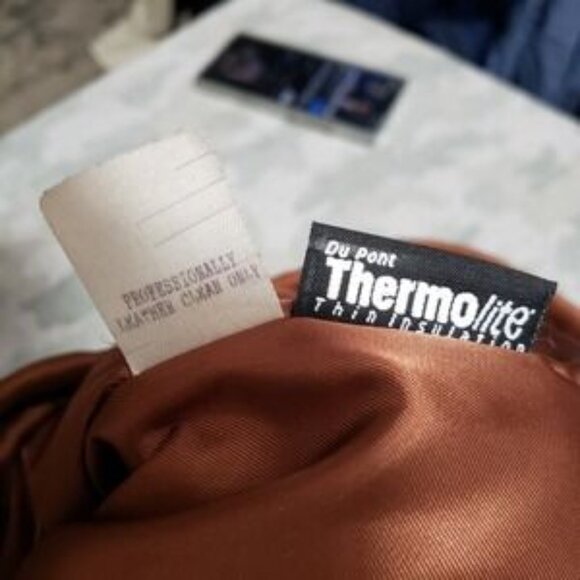 PROFESSIONALLY
LEATHER CLEAN ONLY
Du Pont
Thermolite
Thin Insulation